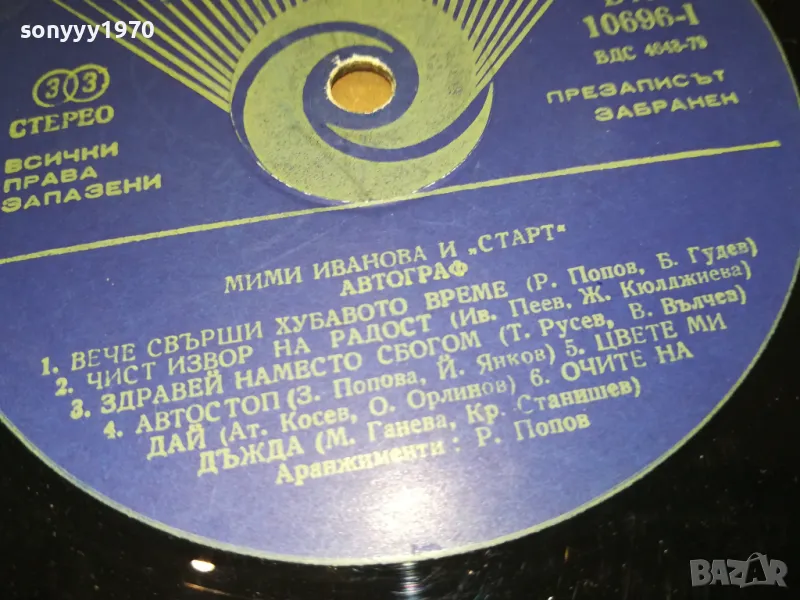 sonyyy1970
10696-I
ВДС 4048-79
33
СТЕРЕО
ВСИЧКИ
ПРАВА
ЗАПАЗЕНИ
ПРЕЗАПИСЪТ
ЗАБРАНЕН
МИМИ ИВАНОВА И „СТАРТ“
АВТОГРАФ
1. ВЕЧЕ СВЪРШИ ХУБАВОТО ВРЕМЕ (Р. Попов, Б. Гудев)
2. ЧИСТ ИЗВОР НА РАДОСТ (Ив. Пеев, Ж. Кюлджиева)
3. ЗДРАВЕЙ НАМЕСТО СБОГОМ (Т. Русев, В. Вълчев)
4. АВТОСТОП (З. Попова, Й. Янков) 5. ЦВЕТЕ МИ
ДАЙ (Ат. Косев, О. Орлинов) 6. ОЧИТЕ НА
ДЪЖДА (М. Ганева, Кр. Станишев)
Аранжименти: Р. Попов
BAZAR